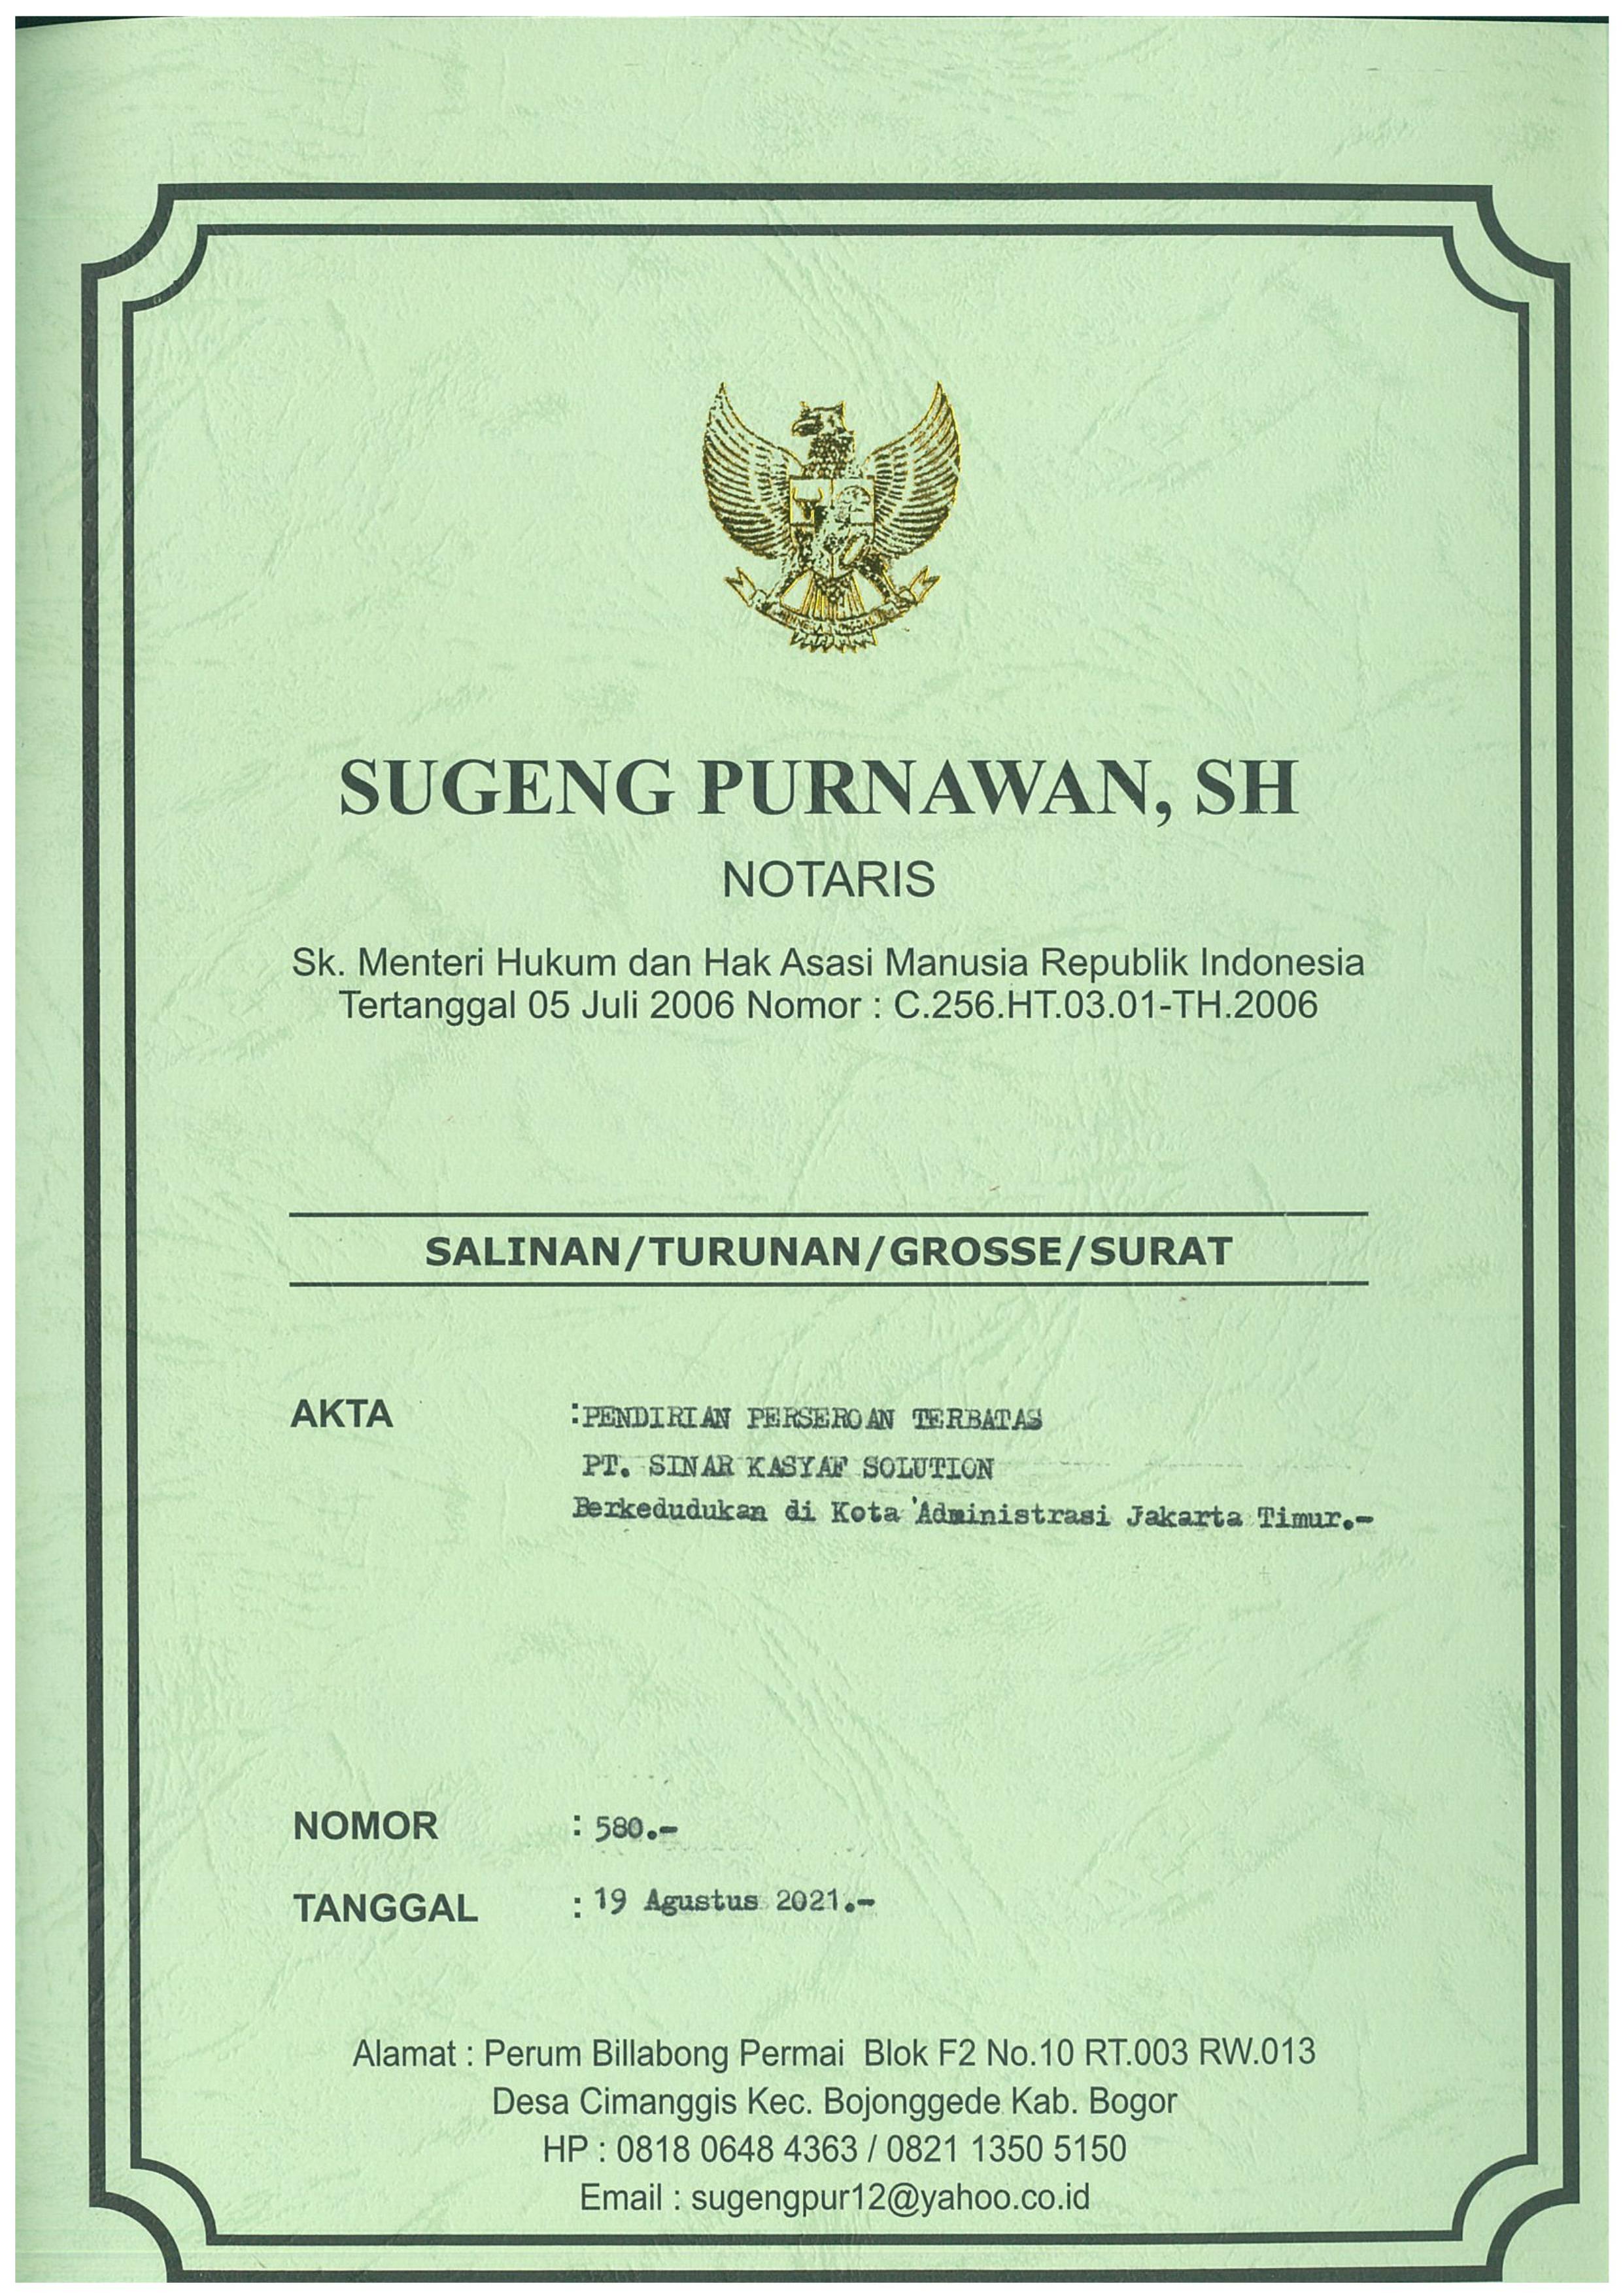 SUGENG PURNAWAN, SH
NOTARIS
Sk. Menteri Hukum dan Hak Asasi Manusia Republik Indonesia
Tertanggal 05 Juli 2006 Nomor : C.256.HT.03.01-TH.2006
SALINAN/TURUNAN/GROSSE/SURAT
AKTA :PENDIRIAN PERSEROAN TERBATAS
PT. SINAR KASYAF SOLUTION
Berkedudukan di Kota Administrasi Jakarta Timur.-
NOMOR : 580.-
TANGGAL : 19 Agustus 2021.-
Alamat : Perum Billabong Permai Blok F2 No.10 RT.003 RW.013
Desa Cimanggis Kec. Bojonggede Kab. Bogor
HP : 0818 0648 4363 / 0821 1350 5150
Email : sugengpur12@yahoo.co.id